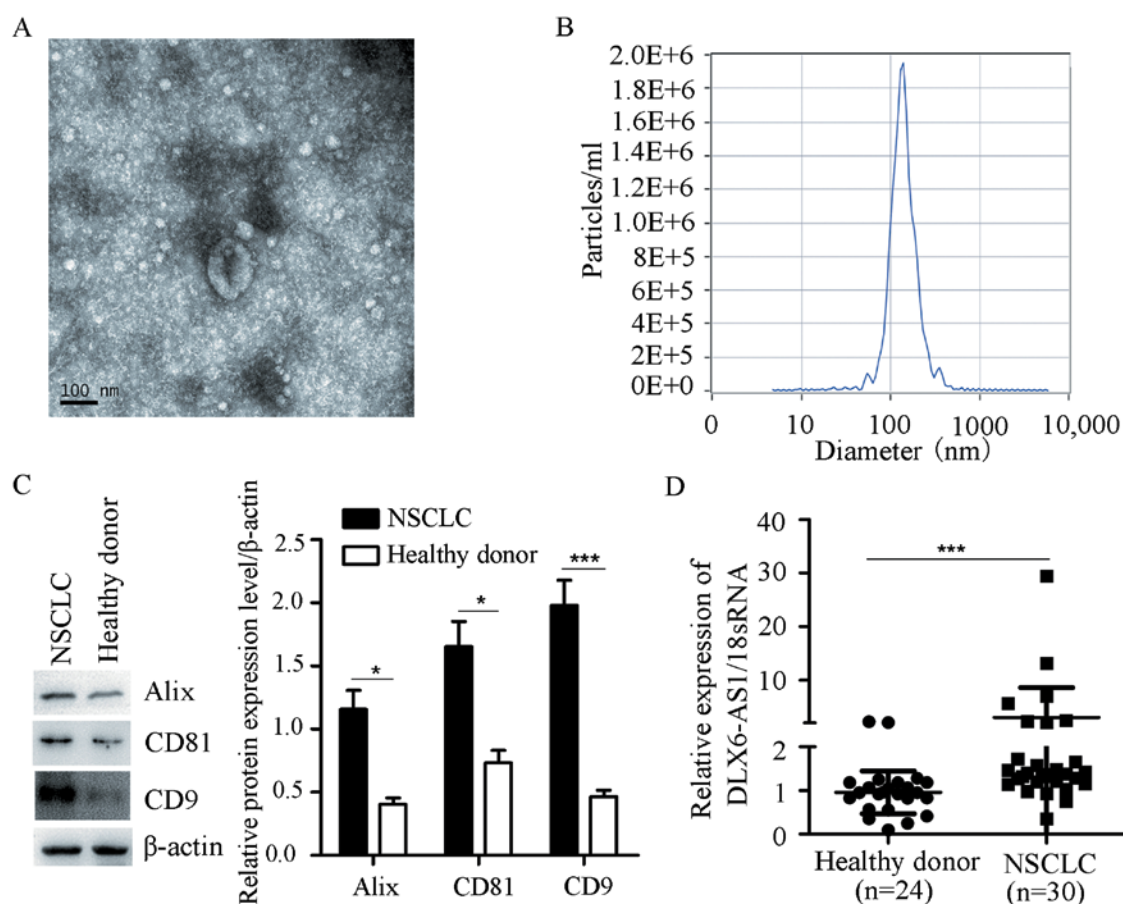 A
100 nm
B
2.0E+6
1.8E+6
1.6E+6
1.4E+6
1.2E+6
1.0E+6
8E+5
6E+5
4E+5
2E+5
0E+0
Particles/ml
0 10 100 1000 10,000
Diameter (nm)
C
NSCLC
Healthy donor
Alix
CD81
CD9
β-actin
Relative protein expression level/β-actin
2.5
2.0
1.5
1.0
0.5
0.0
NSCLC
Healthy donor
*
*
***
Alix CD81 CD9
D
Relative expression of
DLX6-AS1/18sRNA
40
30
20
10
2
1
0
***
Healthy donor
(n=24)
NSCLC
(n=30)